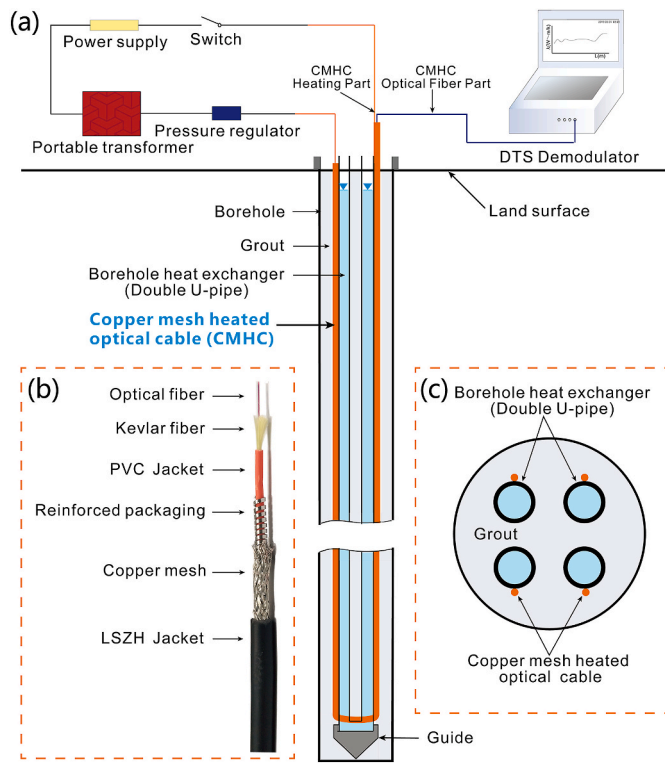 (a)
Power supply
Switch
Portable transformer
Pressure regulator
CMHC
Heating Part
CMHC
Optical Fiber Part
L(m)
DTS Demodulator
Borehole
Land surface
Grout
Borehole heat exchanger
(Double U-pipe)
Copper mesh heated
optical cable (CMHC)
(b)
Optical fiber
Kevlar fiber
PVC Jacket
Reinforced packaging
Copper mesh
LSZH Jacket
(c)
Borehole heat exchanger
(Double U-pipe)
Grout
Copper mesh heated
optical cable
Guide